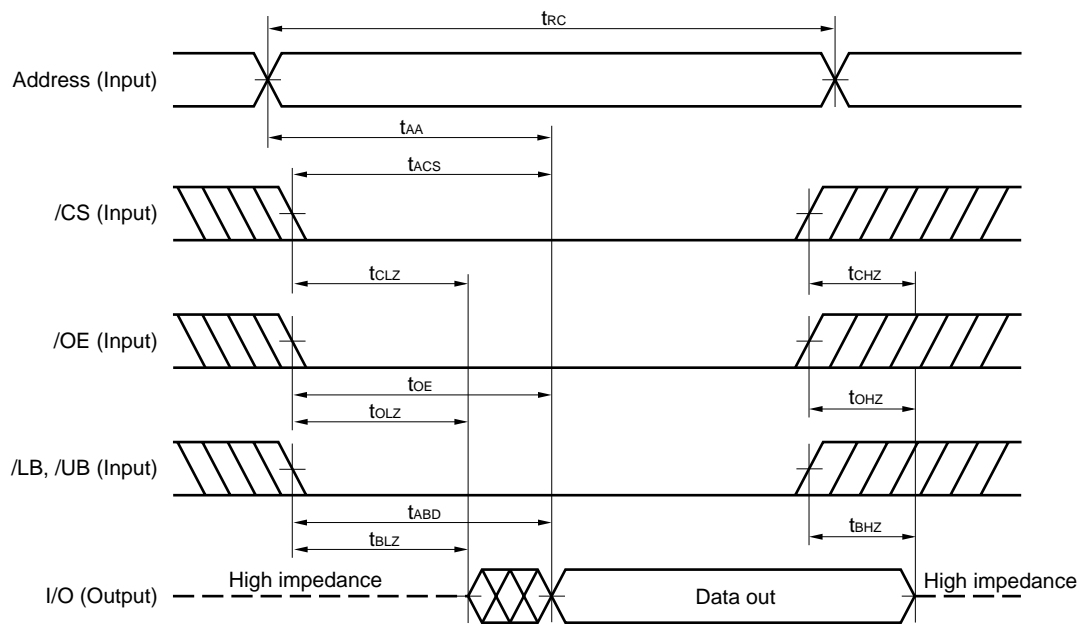 tRC
Address (Input)
tAA
tACS
/CS (Input)
tCLZ
tCHZ
/OE (Input)
tOE
tOLZ
tOHZ
/LB, /UB (Input)
tABD
tBLZ
tBHZ
I/O (Output)
High impedance
Data out
High impedance